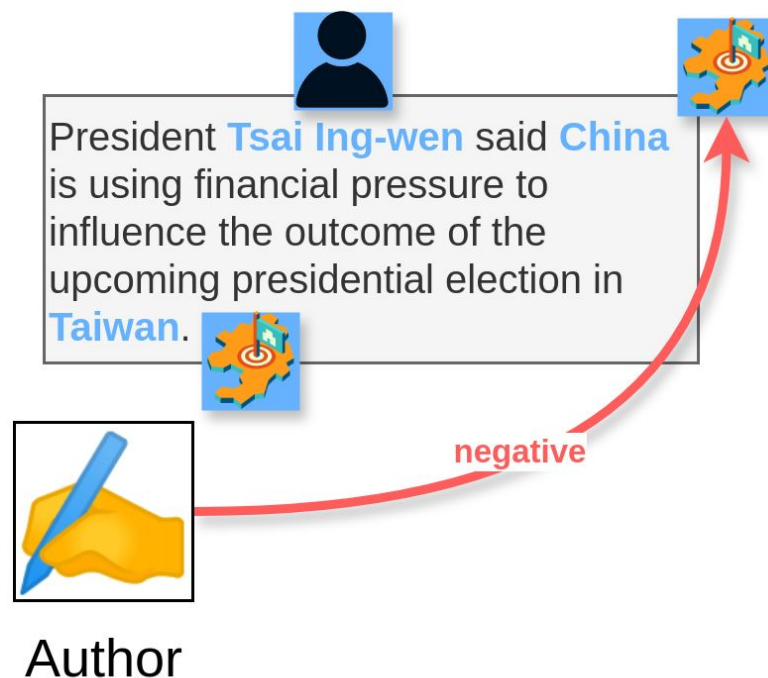 President Tsai Ing-wen said China
is using financial pressure to
influence the outcome of the
upcoming presidential election in
Taiwan.
negative
Author